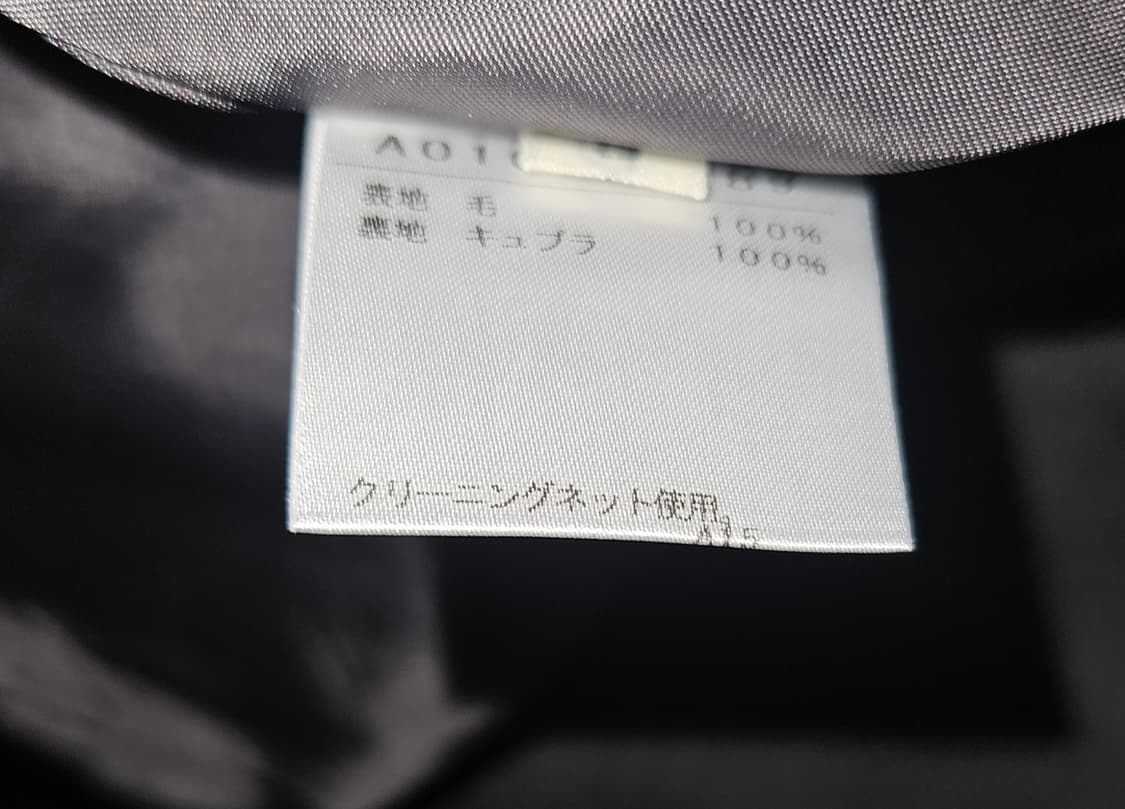 A01
表地 毛 100%
裏地 キュプラ 100%
クリーニングネット使用。
A15